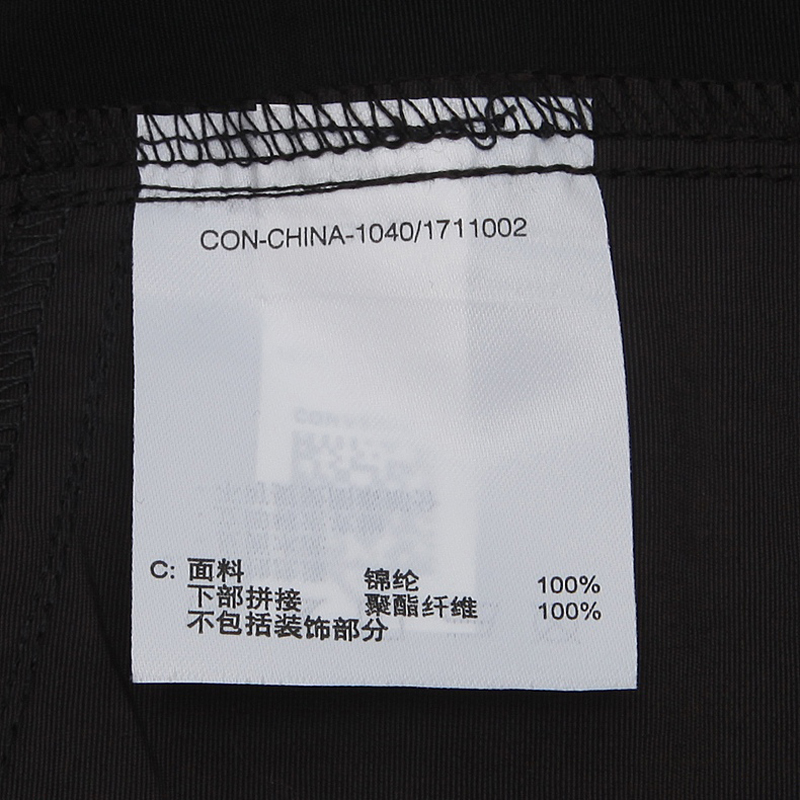 CON-CHINA-1040/1711002
C: 面料 锦纶 100%
下部拼接 聚酯纤维 100%
不包括装饰部分